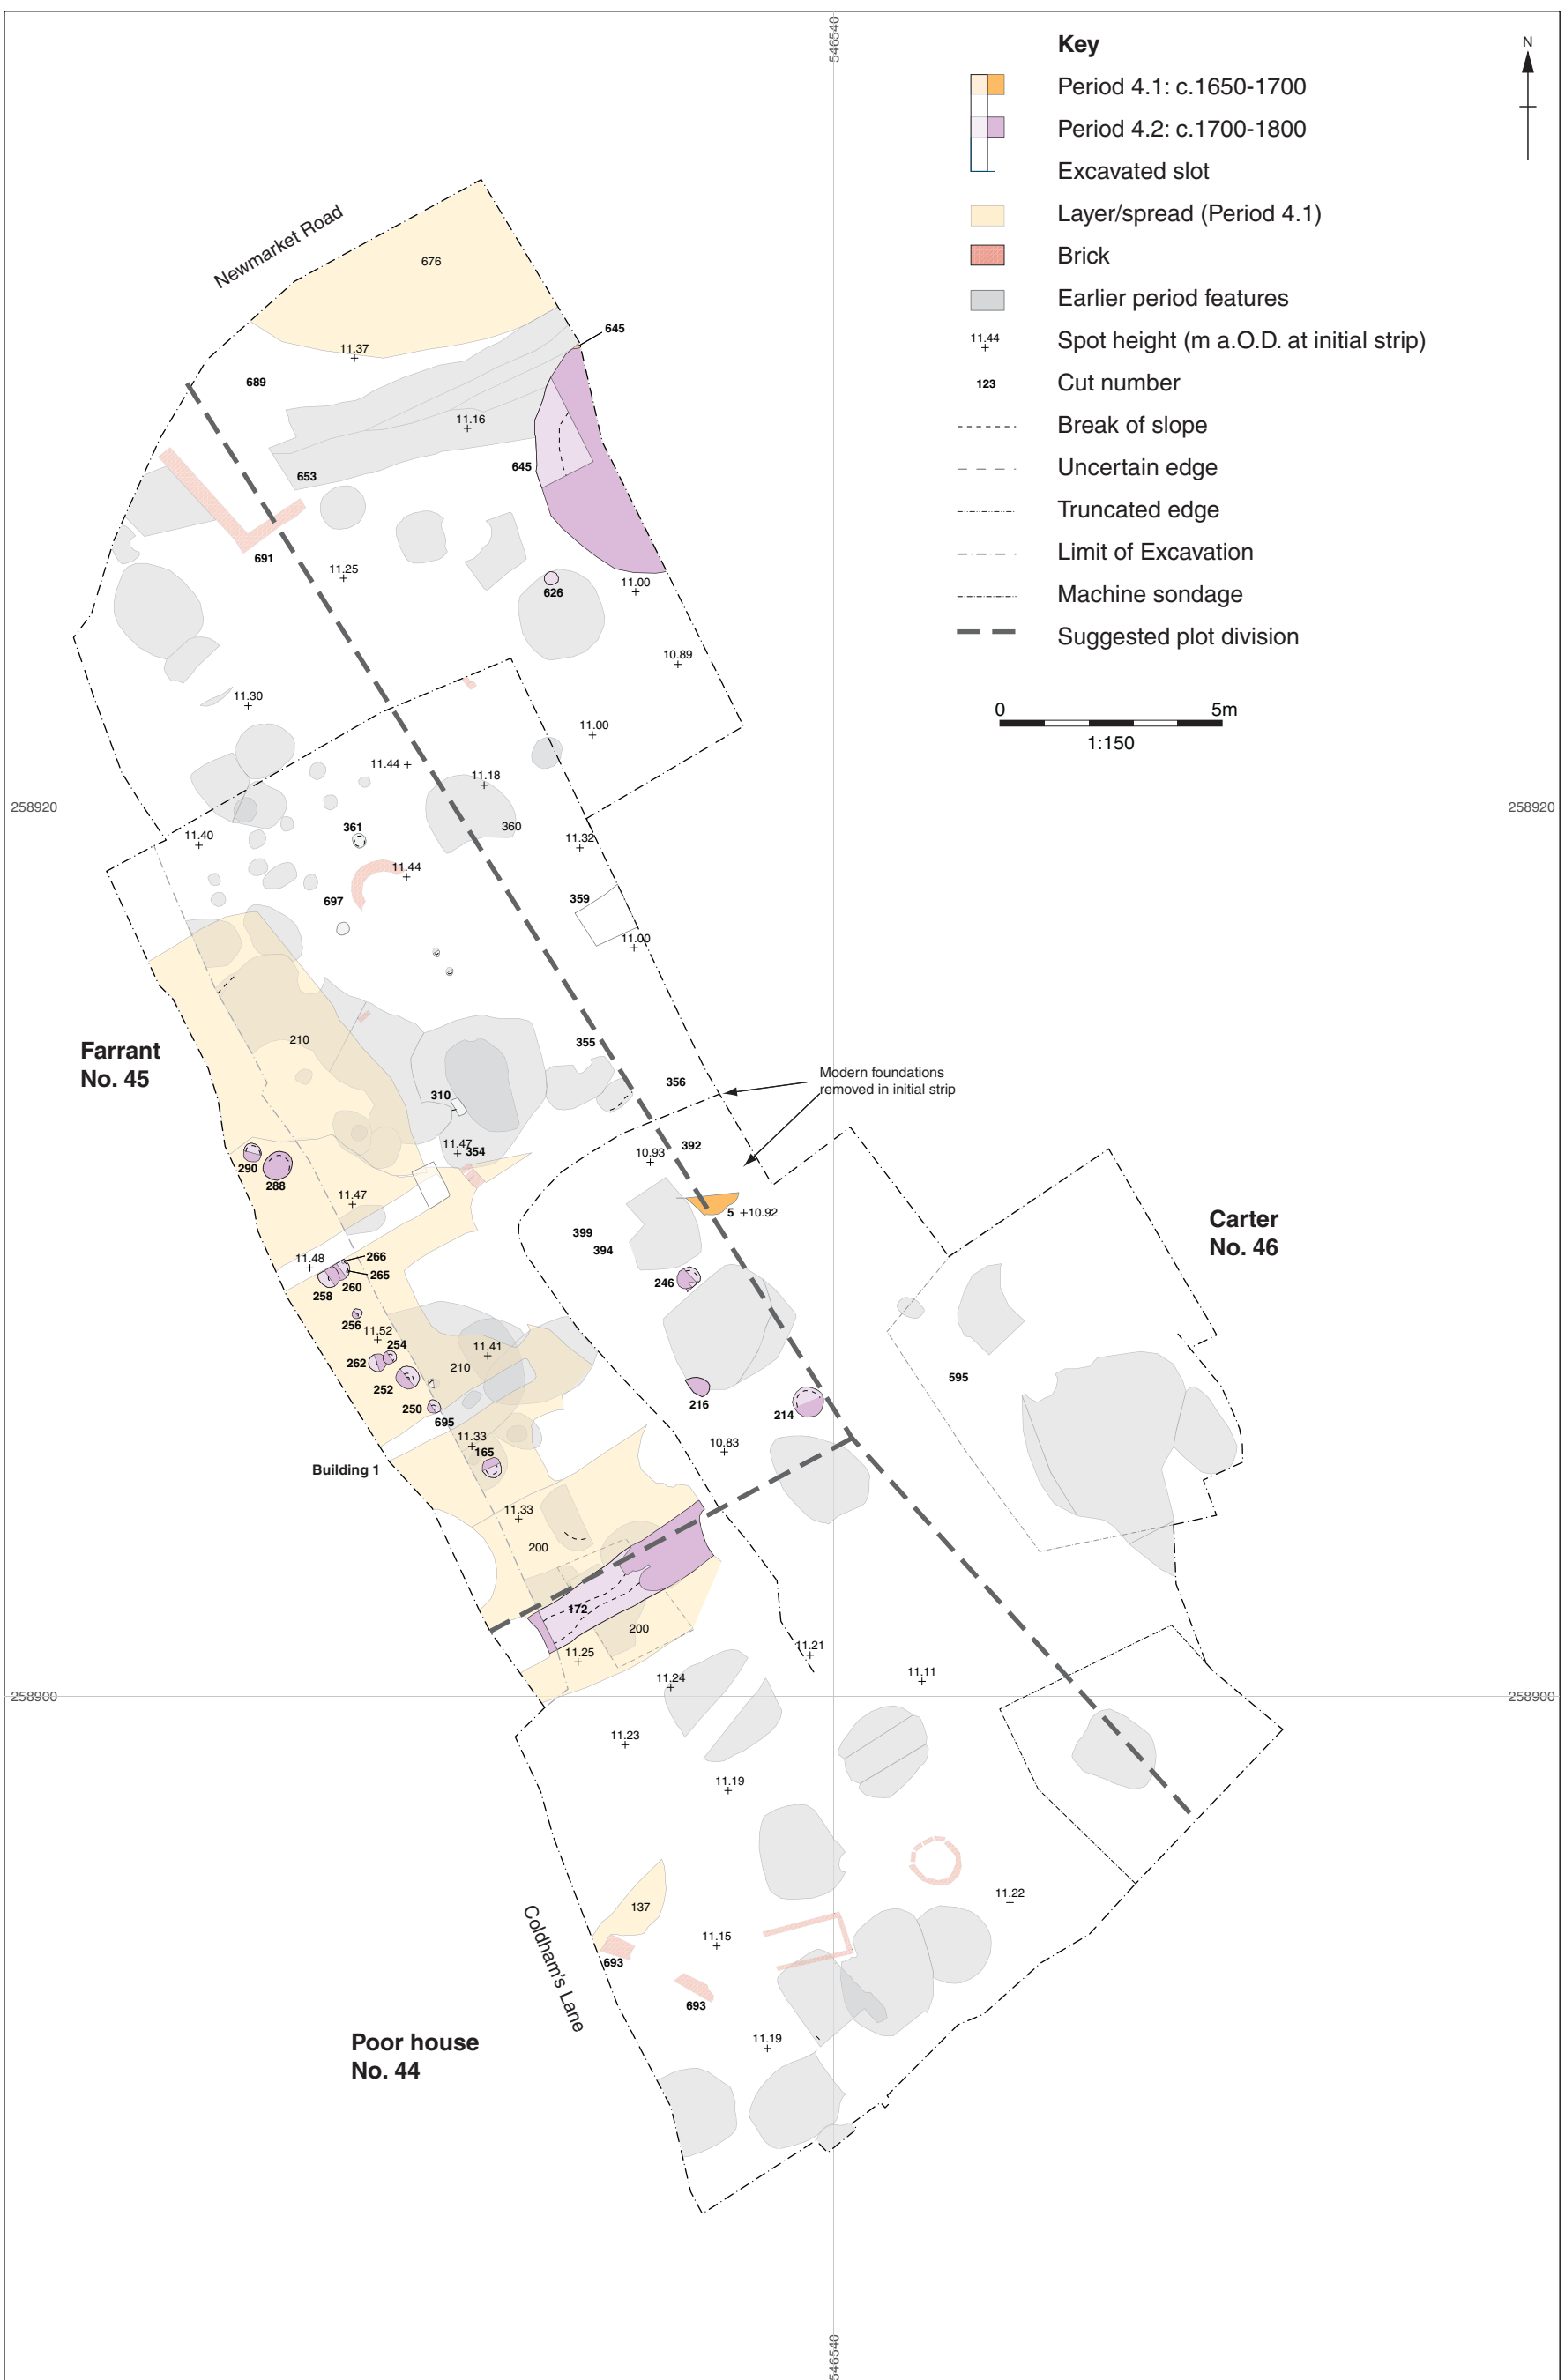 546540
Key
N
Period 4.1: c.1650-1700
Period 4.2: c.1700-1800
Excavated slot
Layer/spread (Period 4.1)
Brick
Earlier period features
11.44 Spot height (m a.O.D. at initial strip)
123 Cut number
Break of slope
Uncertain edge
Truncated edge
Limit of Excavation
Machine sondage
Suggested plot division
0 5m
1:150
Newmarket Road
676
645
11.37
689
11.16
645
653
691
11.25
626
11.00
10.89
11.30
11.00
11.44
11.18
258920
258920
360
361
11.40
11.32
11.44
359
697
11.00
210
355
Farrant
No. 45
356
Modern foundations
removed in initial strip
310
11.47
354
392
10.93
290
288
11.47
5
10.92
399
394
Carter
No. 46
11.48
266
265
260
258
246
256
11.52
254
262
11.41
210
252
595
250
695
216
214
11.33
165
10.83
Building 1
11.33
200
172
200
11.25
11.21
11.24
11.11
258900
258900
11.23
11.19
137
11.22
Coldham's Lane
11.15
693
693
11.19
Poor house
No. 44
546540